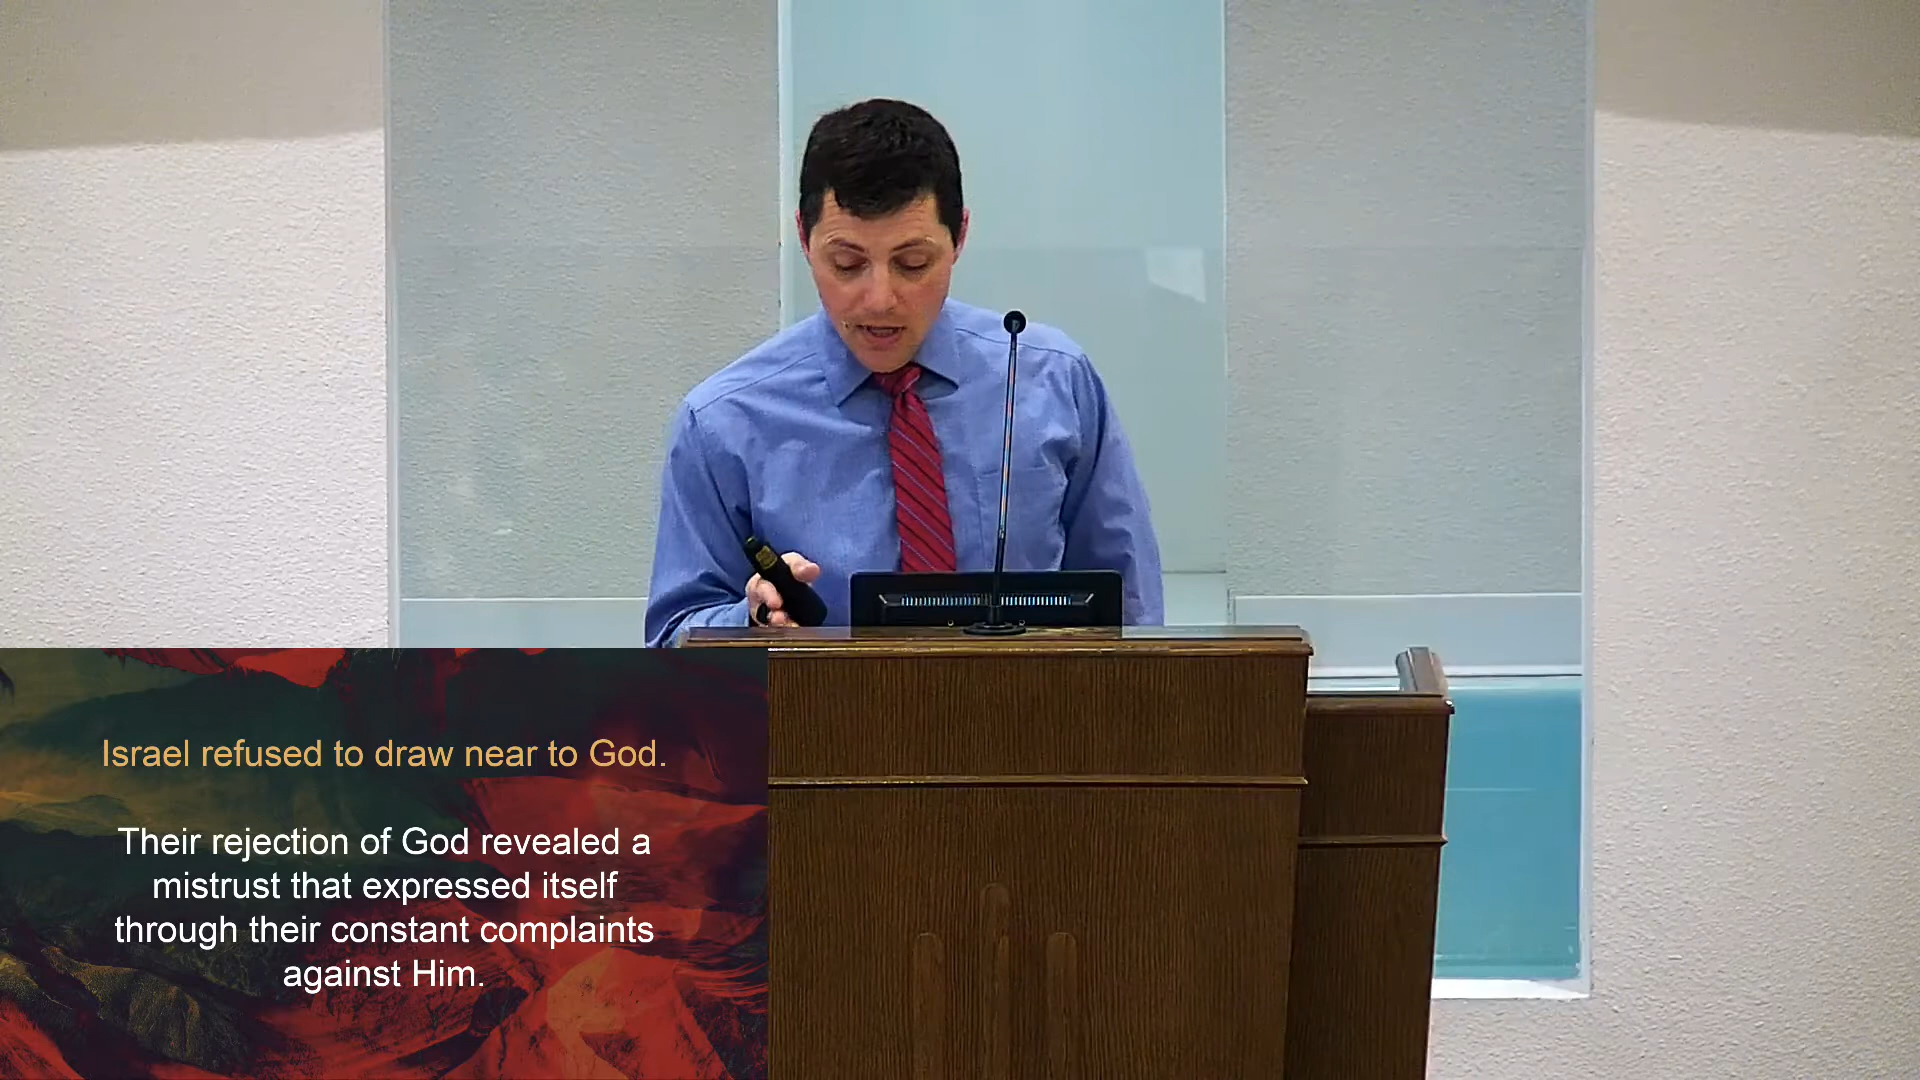 Israel refused to draw near to God.
Their rejection of God revealed a
mistrust that expressed itself
through their constant complaints
against Him.